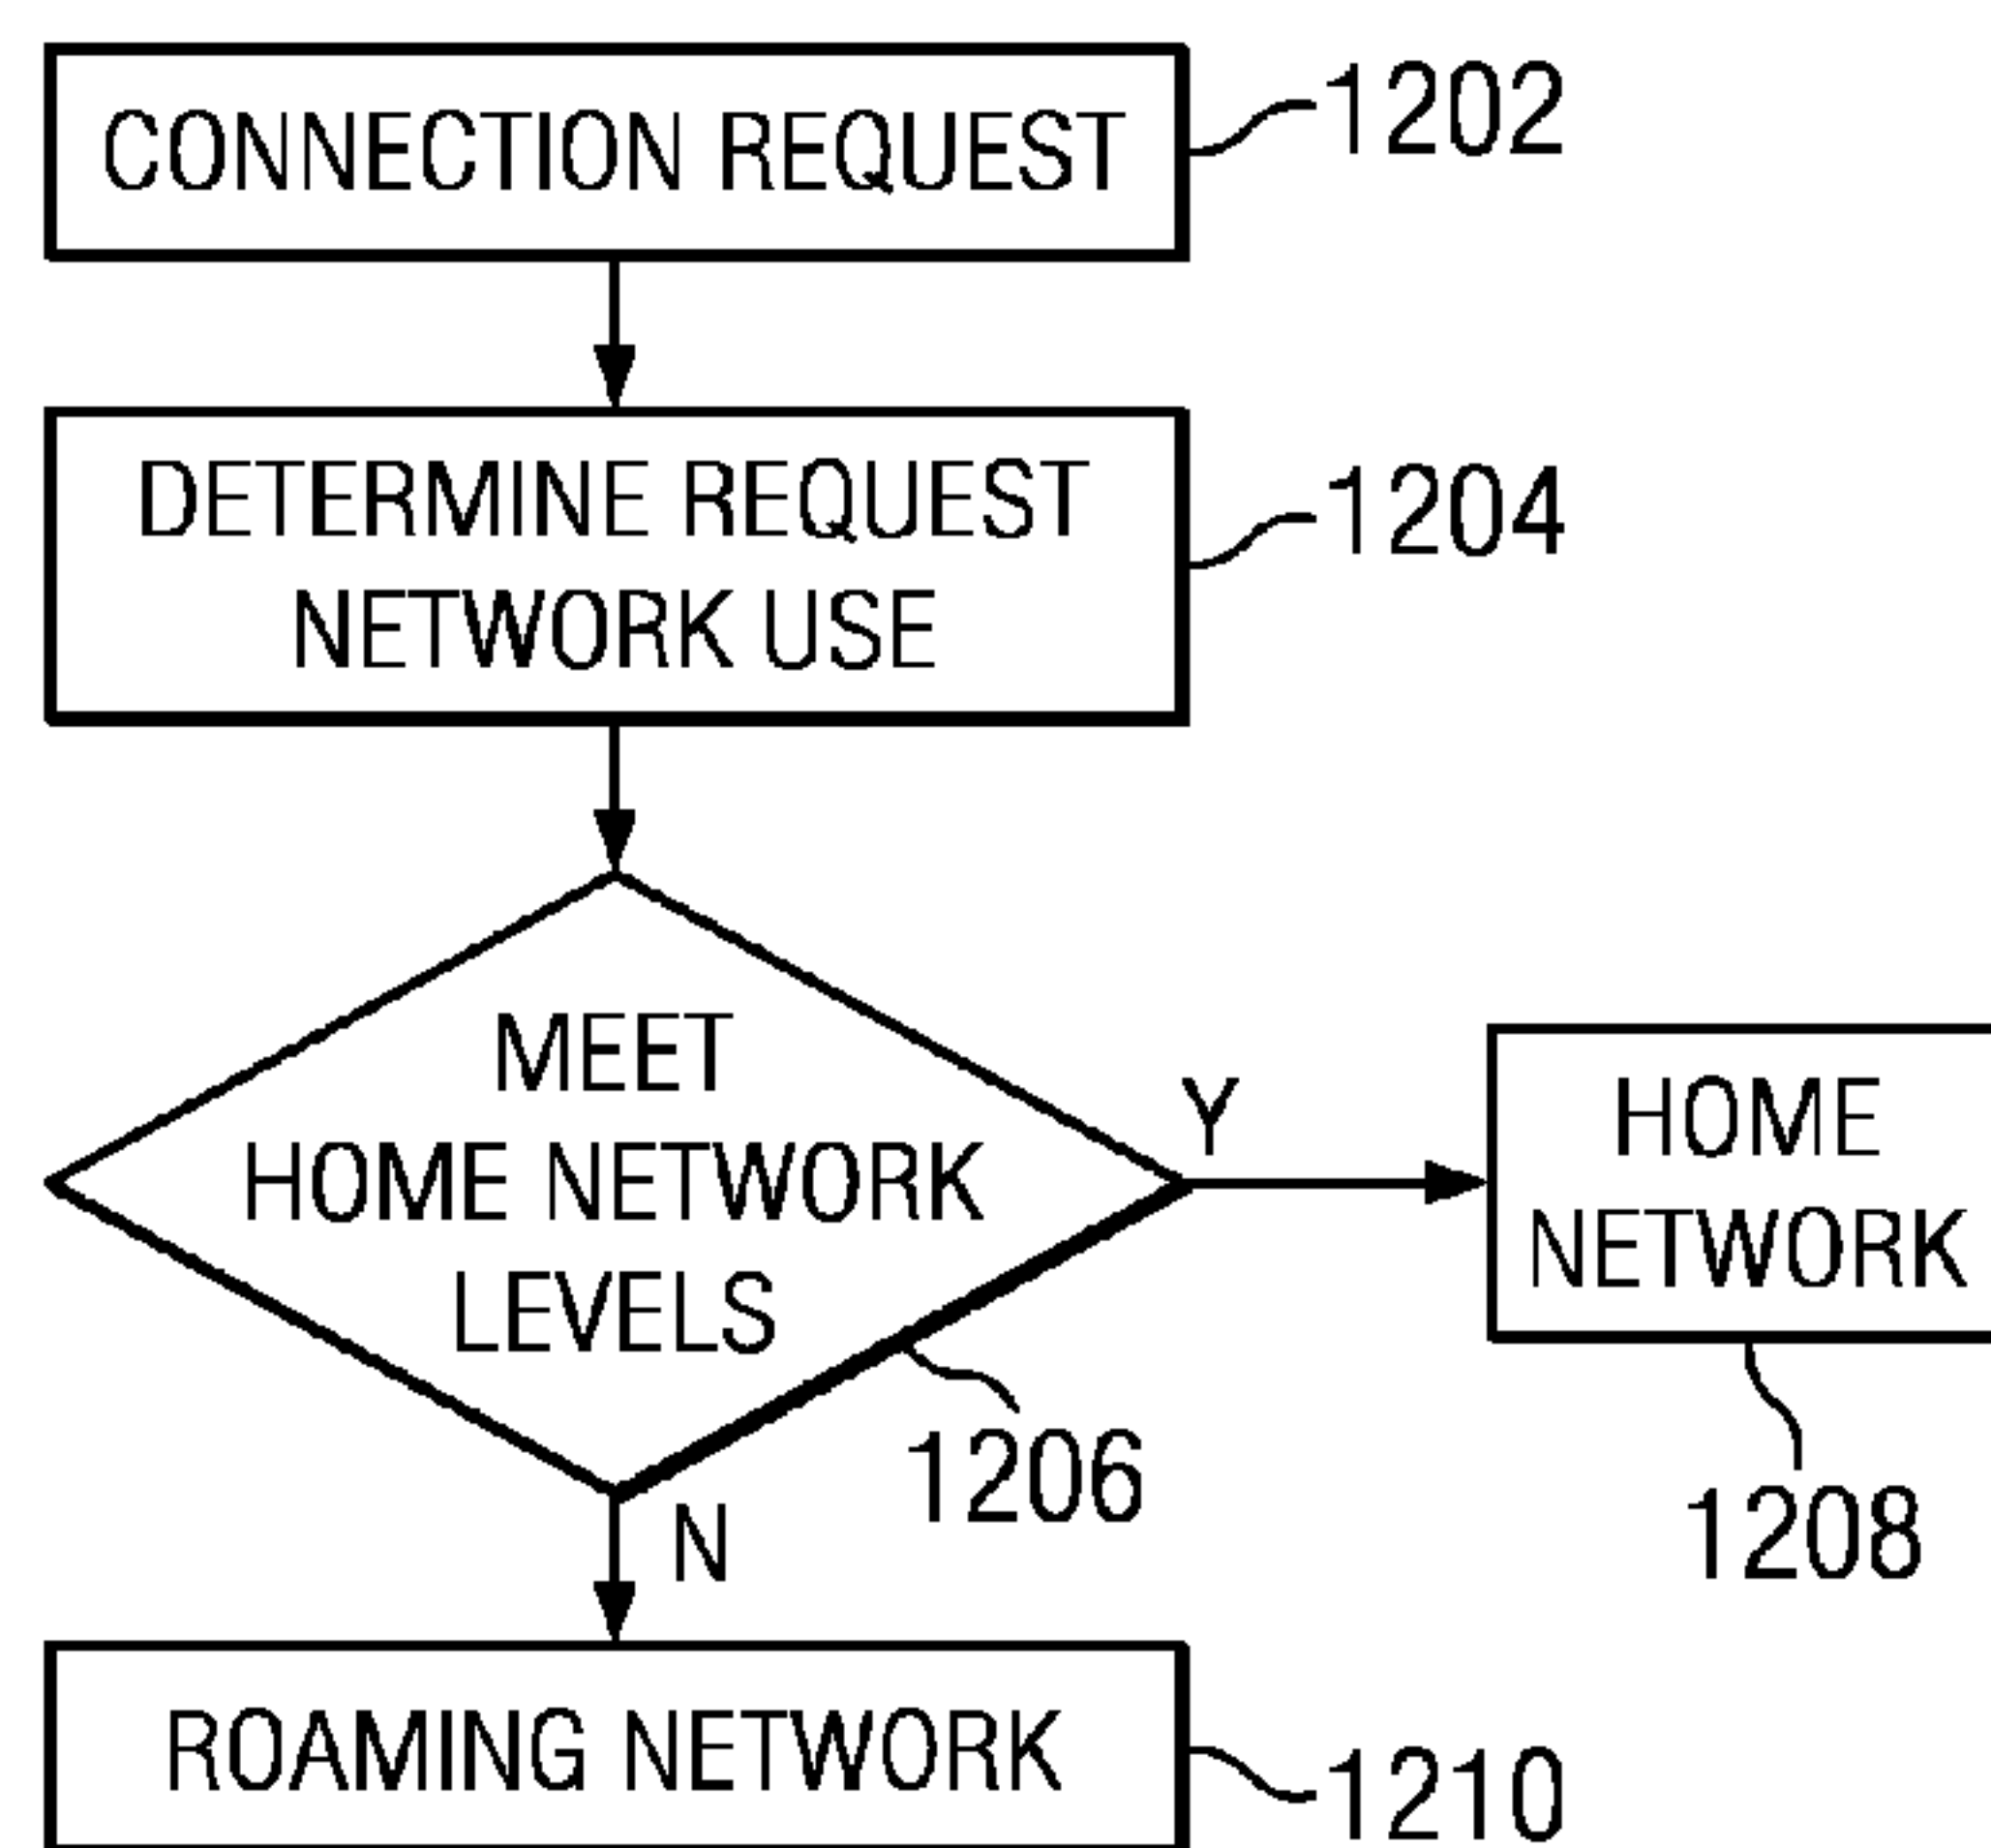 CONNECTION REQUEST
1202
DETERMINE REQUEST
NETWORK USE
1204
MEET
HOME NETWORK
LEVELS
1206
Y
HOME
NETWORK
1208
N
ROAMING NETWORK
1210